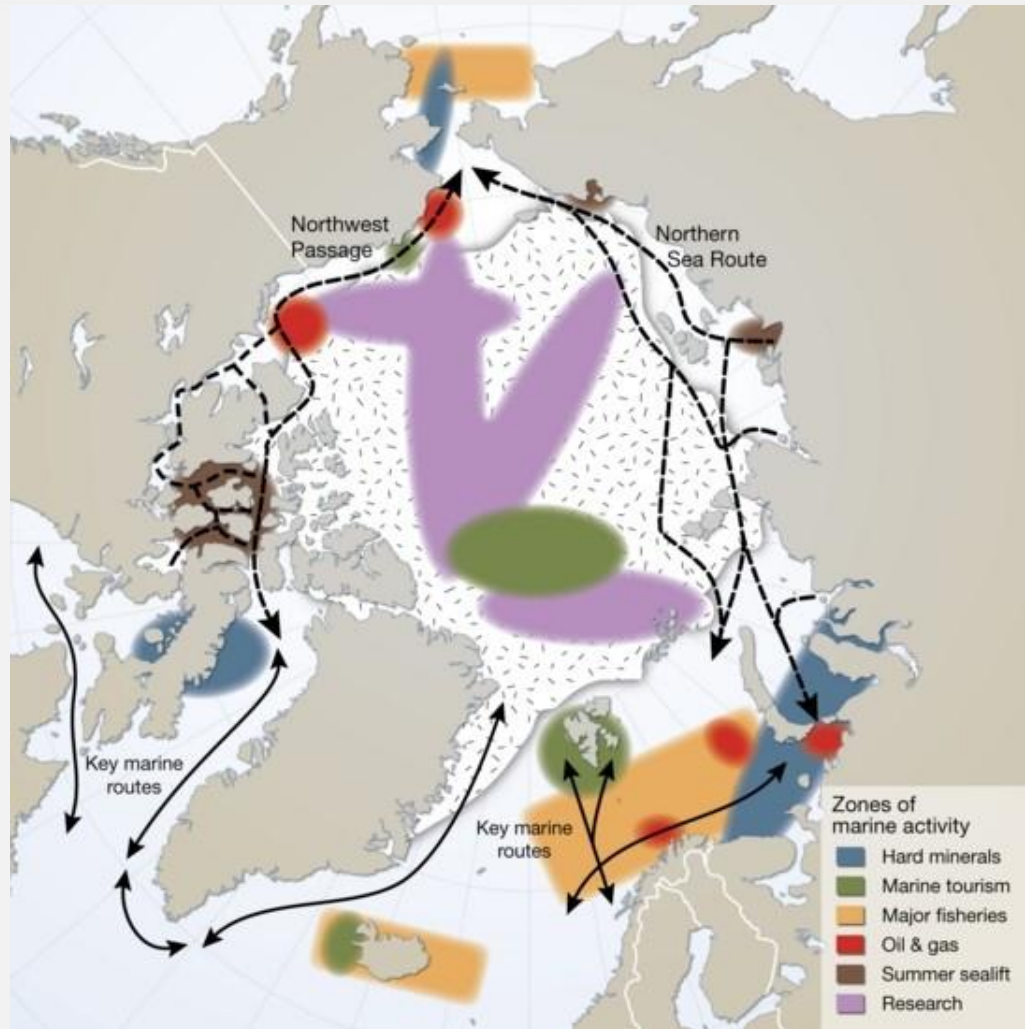 Northwest
Passage
Northern
Sea Route
Key marine
routes
Key marine
routes
Zones of
marine activity
Hard minerals
Marine tourism
Major fisheries
Oil & gas
Summer sealift
Research